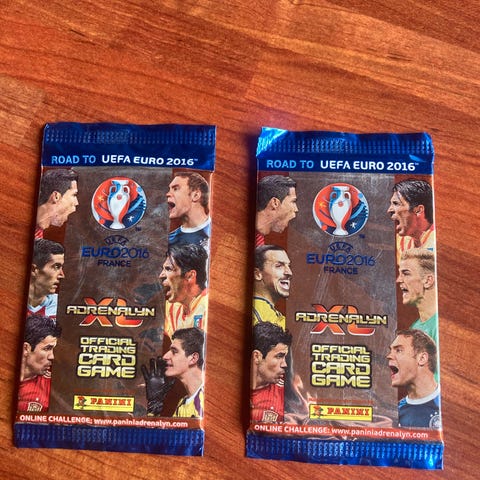 ROAD TO UEFA EURO 2016™
UEFA
EURO2016
FRANCE
ADRENALYN
XL
OFFICIAL
TRADING
CARD
GAME
PANINI
ONLINE CHALLENGE: www.paniniadrenalyn.com
ROAD TO UEFA EURO 2016™
UEFA
EURO2016
FRANCE
ADRENALYN
XL
OFFICIAL
TRADING
CARD
GAME
PANINI
ONLINE CHALLENGE: www.paniniadrenalyn.com